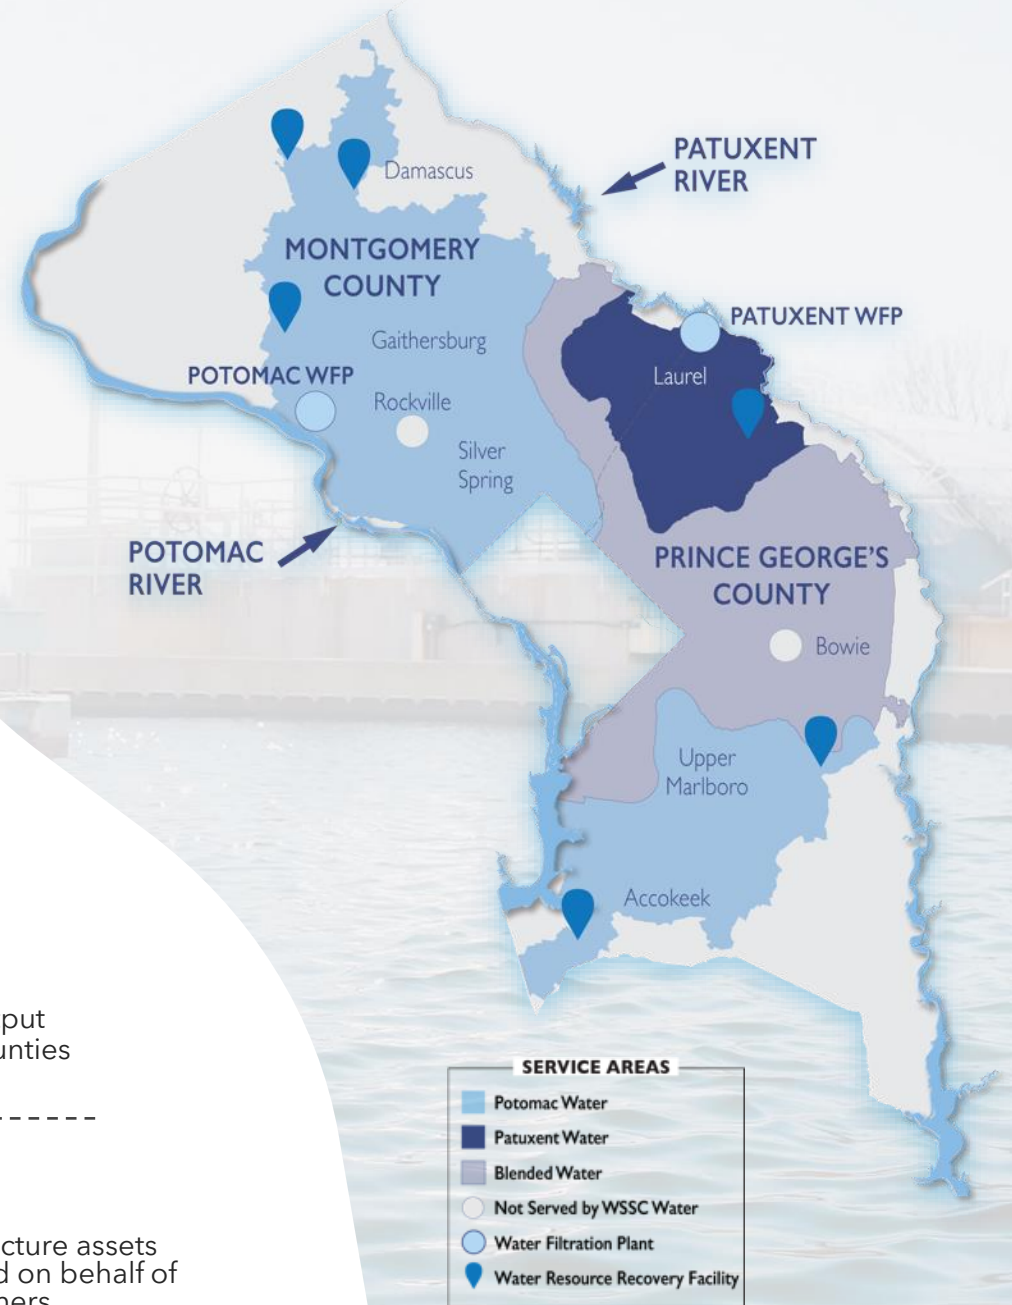 PATUXENT
RIVER
Damascus
MONTGOMERY
COUNTY
PATUXENT WFP
Gaithersburg
POTOMAC WFP
Laurel
Rockville
Silver
Spring
POTOMAC
RIVER
PRINCE GEORGE'S
COUNTY
Bowie
Upper
Marlboro
Accokeek
put
unties
SERVICE AREAS
Potomac Water
Patuxent Water
Blended Water
Not Served by WSSC Water
Water Filtration Plant
Water Resource Recovery Facility
cture assets
d on behalf of